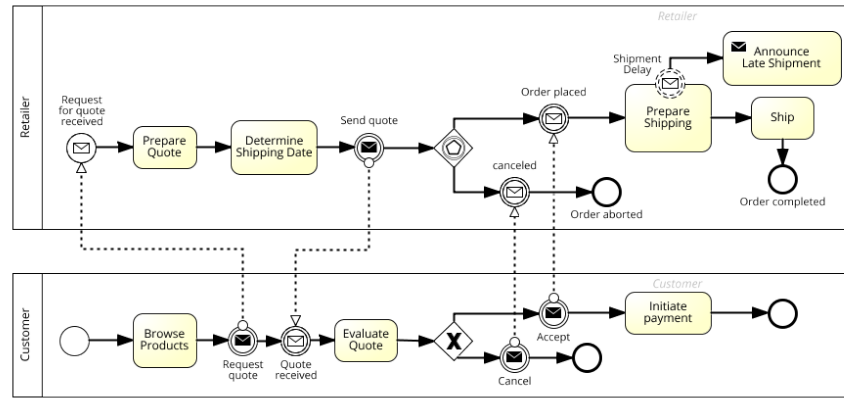 Retailer
Retailer
Request
for quote
received
Prepare
Quote
Determine
Shipping Date
Send quote
Order placed
canceled
Order aborted
Shipment
Delay
Prepare
Shipping
Announce
Late Shipment
Ship
Order completed
Customer
Customer
Browse
Products
Request
quote
Quote
received
Evaluate
Quote
X
Accept
Cancel
Initiate
payment